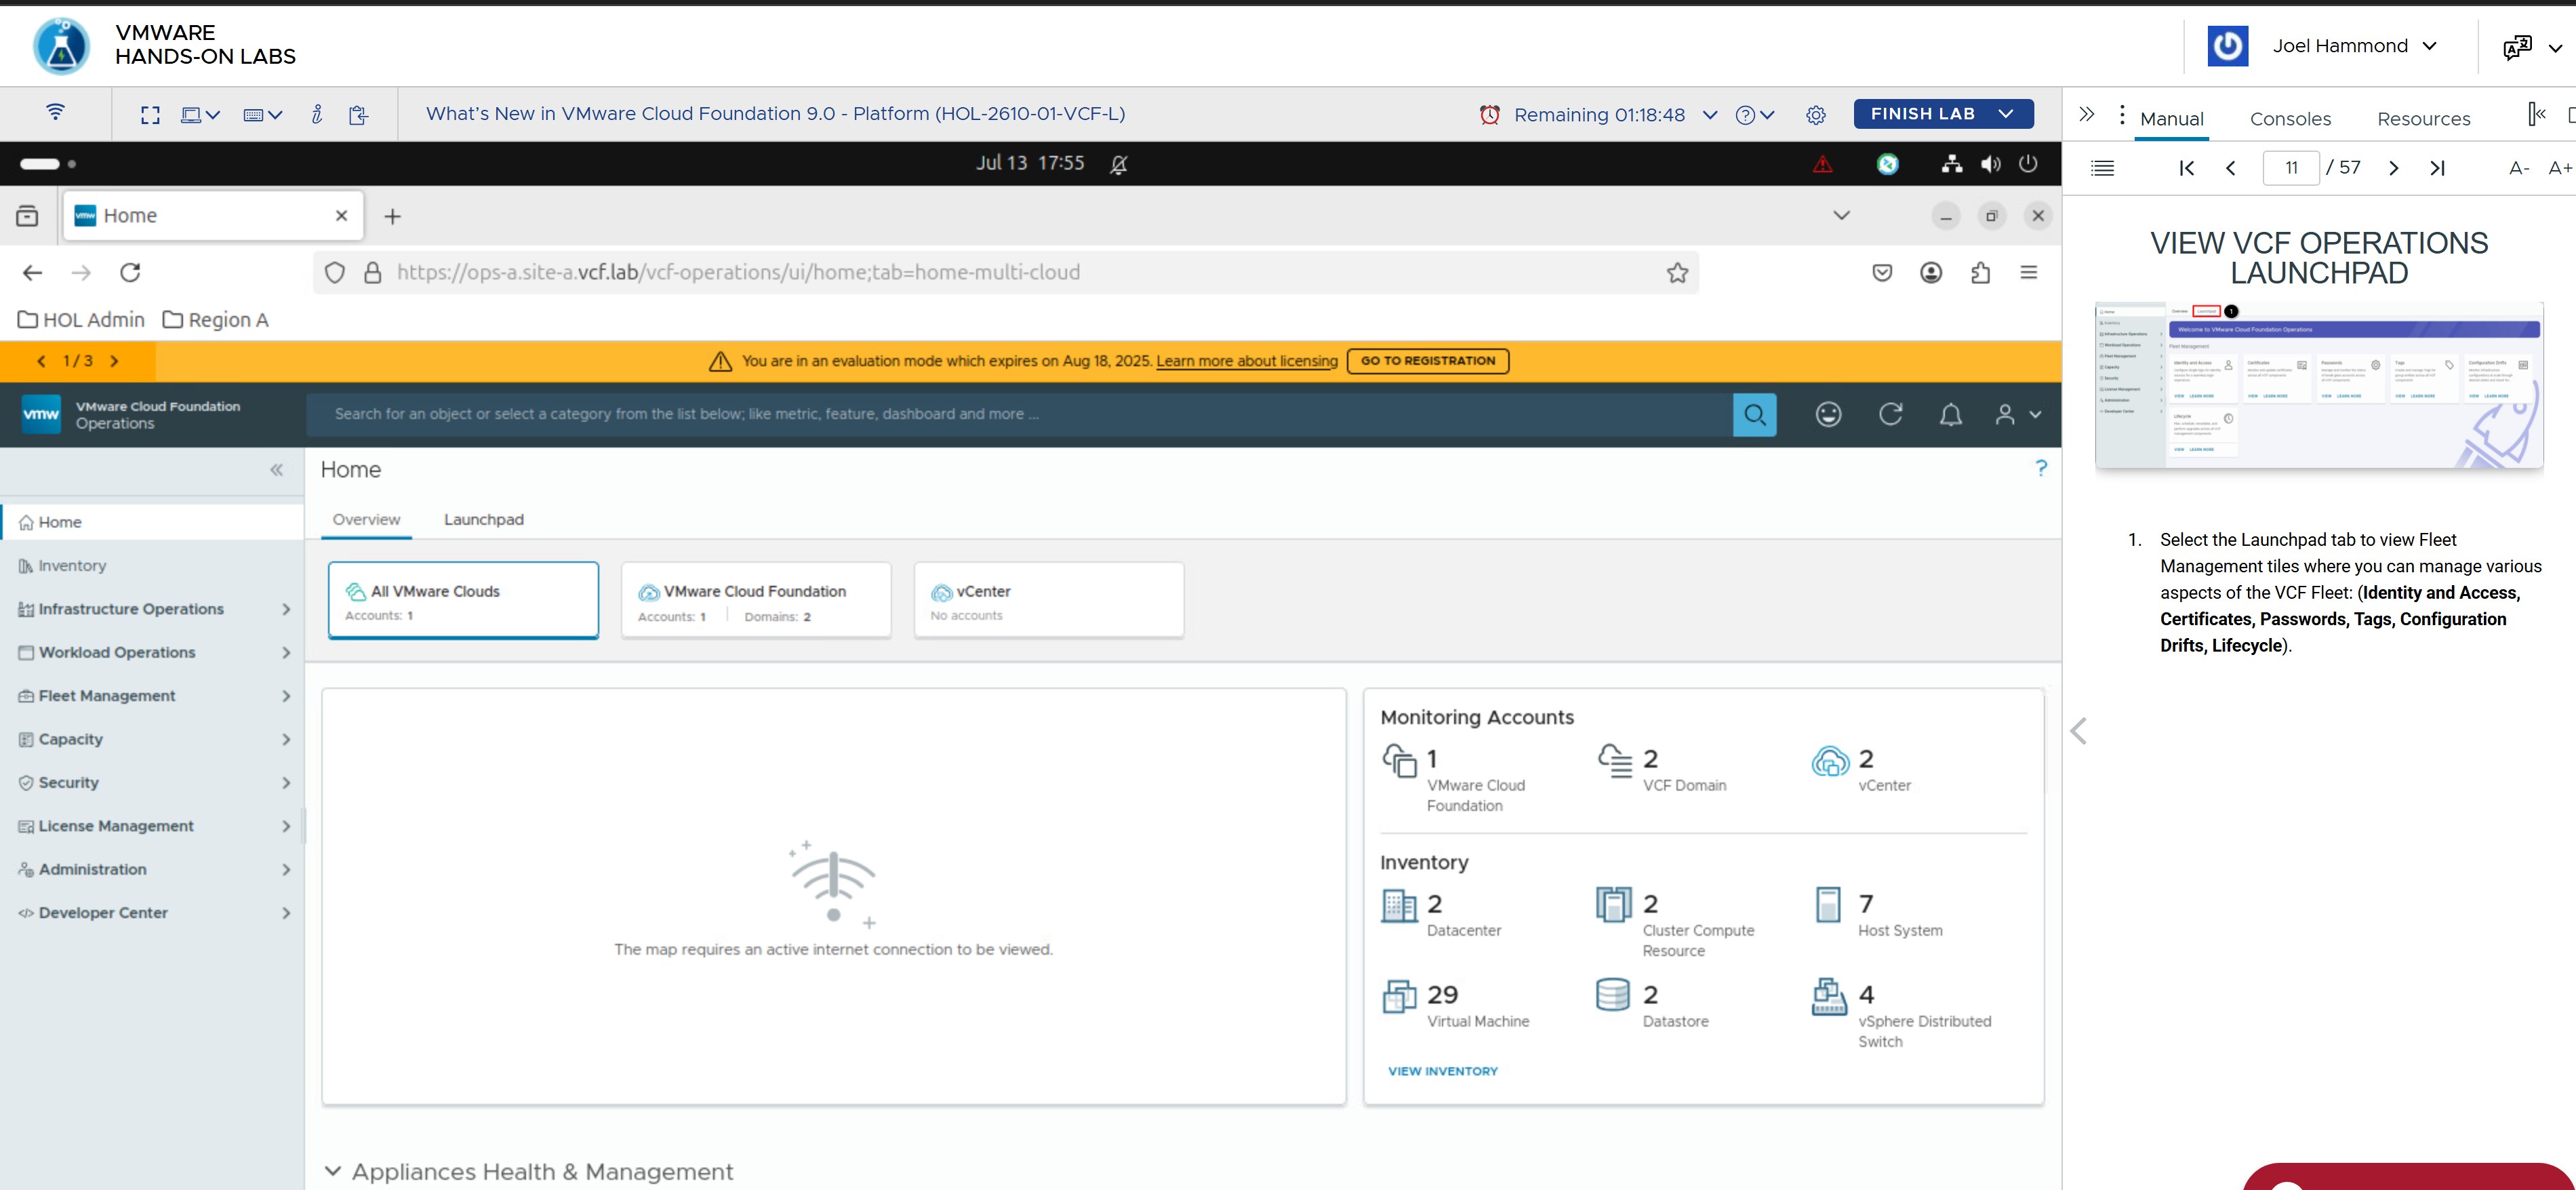 VMWARE
HANDS-ON LABS
Joel Hammond
What's New in VMware Cloud Foundation 9.0 - Platform (HOL-2610-01-VCF-L)
Remaining 01:18:48
FINISH LAB
Manual
Consoles
Resources
Jul 13 17:55
11 / 57
A-
A+
Home
https://ops-a.site-a.vcf.lab/vcf-operations/ui/home;tab=home-multi-cloud
HOL Admin
Region A
1 / 3
You are in an evaluation mode which expires on Aug 18, 2025. Learn more about licensing
GO TO REGISTRATION
vmw
VMware Cloud Foundation
Operations
Search for an object or select a category from the list below; like metric, feature, dashboard and more ...
Home
Inventory
Infrastructure Operations
Workload Operations
Fleet Management
Capacity
Security
License Management
Administration
Developer Center
Home
?
Overview
Launchpad
All VMware Clouds
Accounts: 1
VMware Cloud Foundation
Accounts: 1
Domains: 2
vCenter
No accounts
The map requires an active internet connection to be viewed.
Monitoring Accounts
1
VMware Cloud
Foundation
2
VCF Domain
2
vCenter
Inventory
2
Datacenter
2
Cluster Compute
Resource
7
Host System
29
Virtual Machine
2
Datastore
4
vSphere Distributed
Switch
VIEW INVENTORY
Appliances Health & Management
VIEW VCF OPERATIONS
LAUNCHPAD
Welcome to VMware Cloud Foundation Operations
1. Select the Launchpad tab to view Fleet
Management tiles where you can manage various
aspects of the VCF Fleet: (Identity and Access,
Certificates, Passwords, Tags, Configuration
Drifts, Lifecycle).